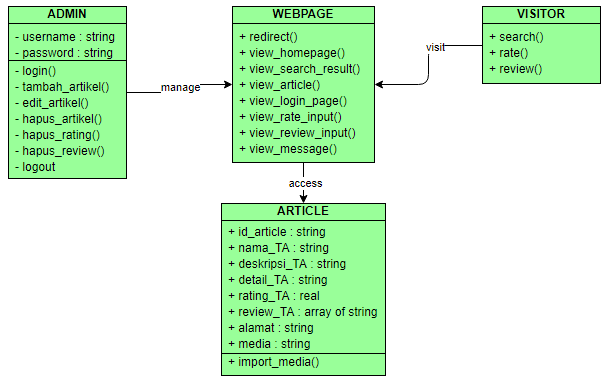 ADMIN
- username : string
- password : string
- login()
- tambah_artikel()
- edit_artikel()
- hapus_artikel()
- hapus_rating()
- hapus_review()
- logout
manage
WEBPAGE
+ redirect()
+ view_homepage()
+ view_search_result()
+ view_article()
+ view_login_page()
+ view_rate_input()
+ view_review_input()
+ view_message()
visit
VISITOR
+ search()
+ rate()
+ review()
access
ARTICLE
+ id_article : string
+ nama_TA : string
+ deskripsi_TA : string
+ detail_TA : string
+ rating_TA : real
+ review_TA : array of string
+ alamat : string
+ media : string
+ import_media()